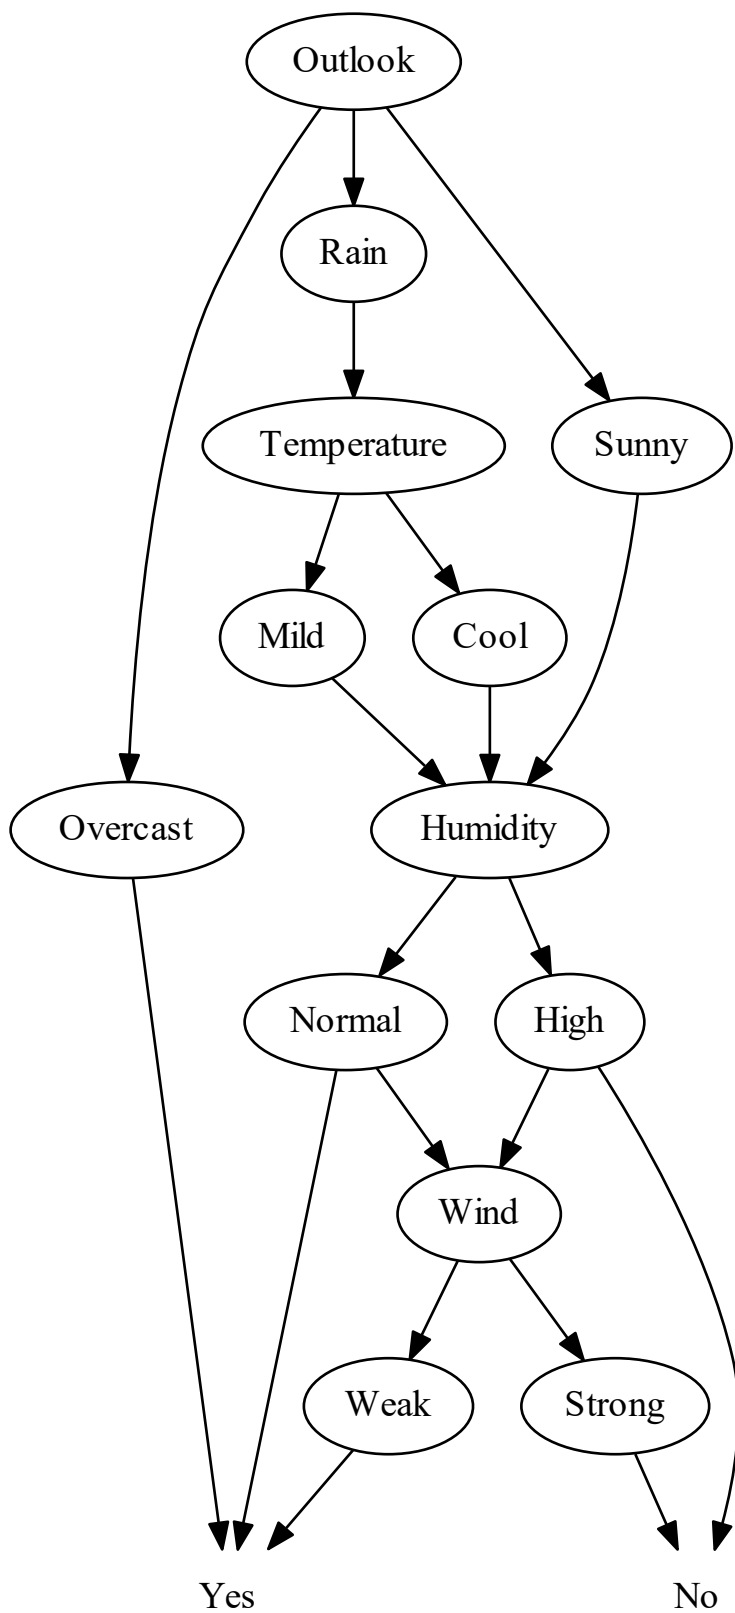 Outlook
Rain
Temperature
Sunny
Mild
Cool
Overcast
Humidity
Normal
High
Wind
Weak
Strong
Yes
No